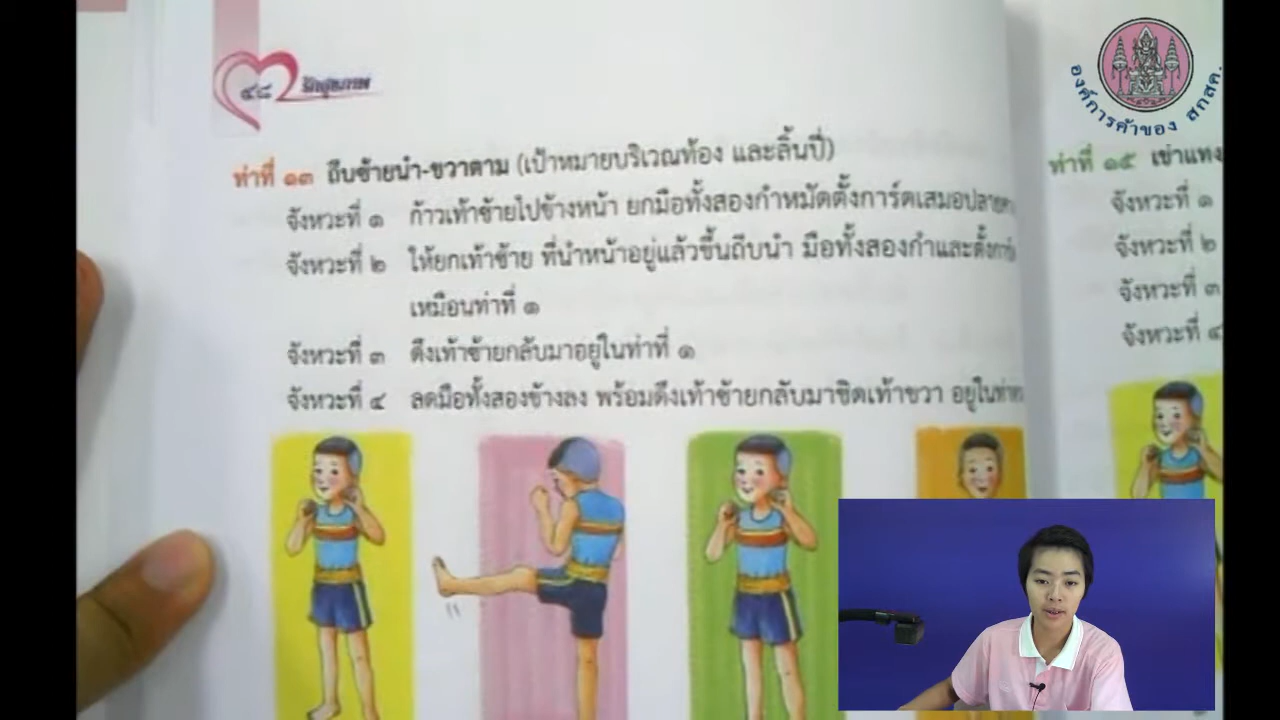 ๔๘ รักสุขภาพ
องค์การค้าของ สกสค.
ท่าที่ ๑๓ ถีบซ้ายนำ-ขวาตาม (เป้าหมายบริเวณท้อง และลิ้นปี่)
จังหวะที่ ๑ ก้าวเท้าซ้ายไปข้างหน้า ยกมือทั้งสองกำหมัดตั้งการ์ดเสมอปลายคาง
จังหวะที่ ๒ ให้ยกเท้าซ้าย ที่นำหน้าอยู่แล้วขึ้นถีบนำ มือทั้งสองกำและตั้งการ์ด
เหมือนท่าที่ ๑
จังหวะที่ ๓ ดึงเท้าซ้ายกลับมาอยู่ในท่าที่ ๑
จังหวะที่ ๔ ลดมือทั้งสองข้างลง พร้อมดึงเท้าซ้ายกลับมาชิดเท้าขวา อยู่ในท่า
ท่าที่ ๑๕ เข่าแทง
จังหวะที่ ๑
จังหวะที่ ๒
จังหวะที่ ๓
จังหวะที่ ๔